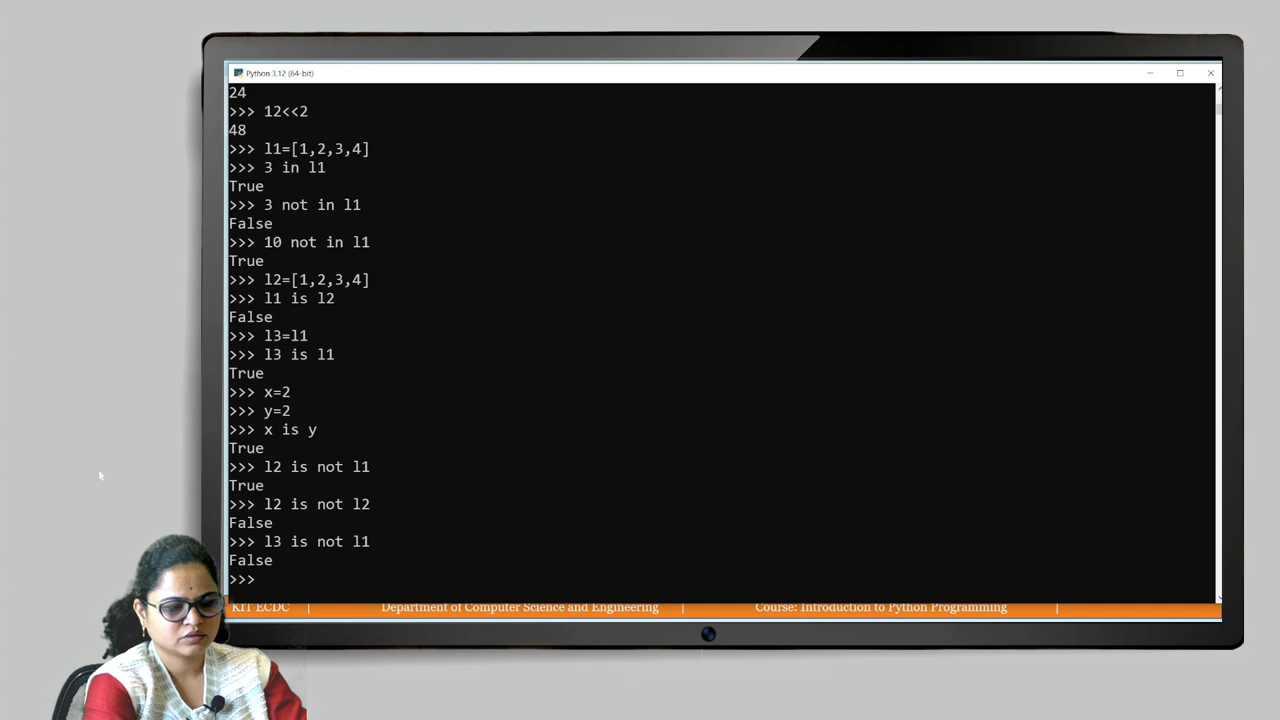 Python 3.12 (64-bit)
24
>>> 12<<2
48
>>> l1=[1,2,3,4]
>>> 3 in l1
True
>>> 3 not in l1
False
>>> 10 not in l1
True
>>> l2=[1,2,3,4]
>>> l1 is l2
False
>>> l3=l1
>>> l3 is l1
True
>>> x=2
>>> y=2
>>> x is y
True
>>> l2 is not l1
True
>>> l2 is not l2
False
>>> l3 is not l1
False
>>>
KIT ECDC | Department of Computer Science and Engineering | Course: Introduction to Python Programming |